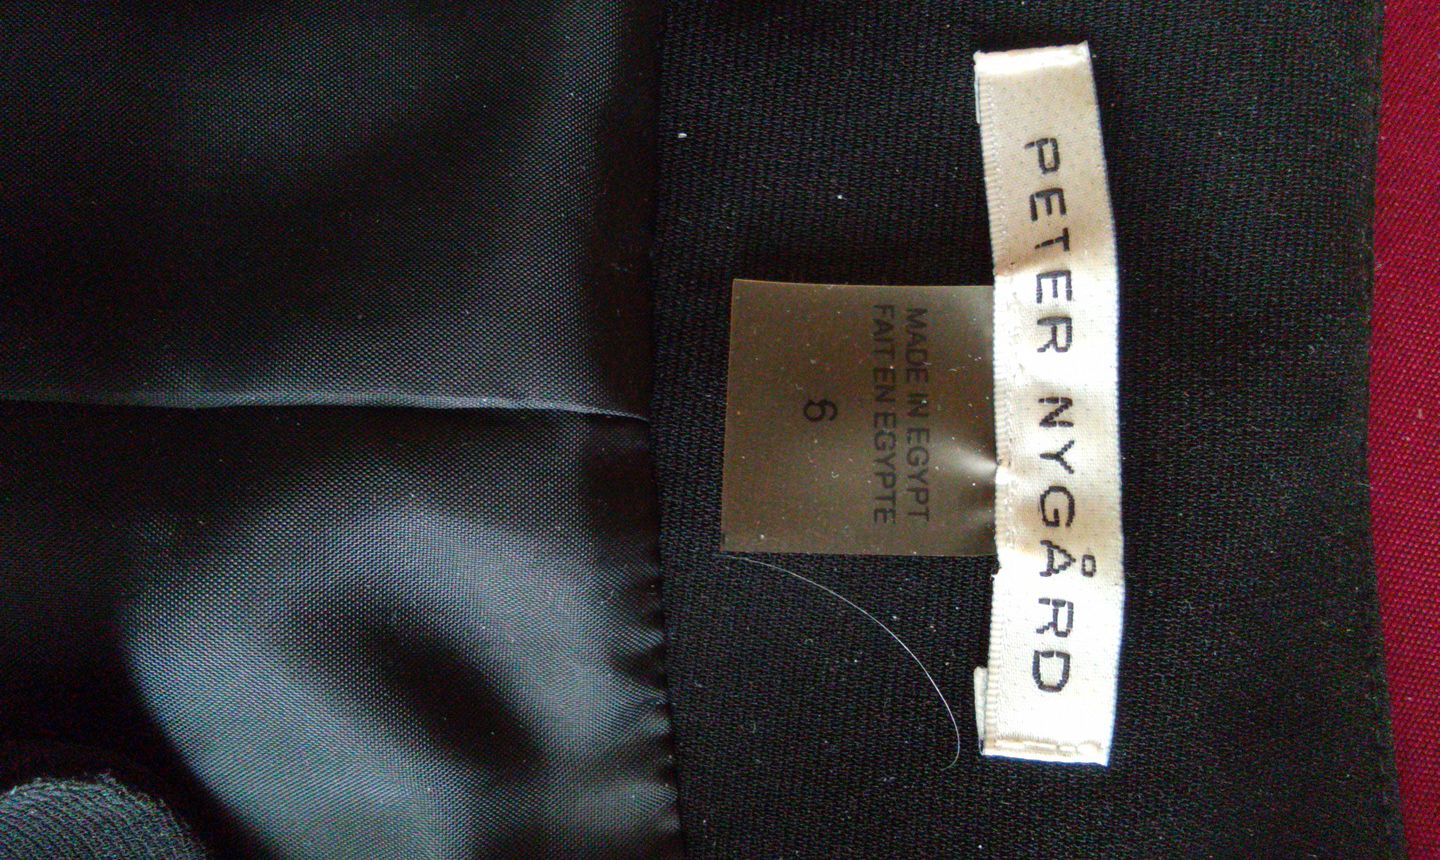 PETER NYGÅRD
MADE IN EGYPT
FAIT EN EGYPTE
6